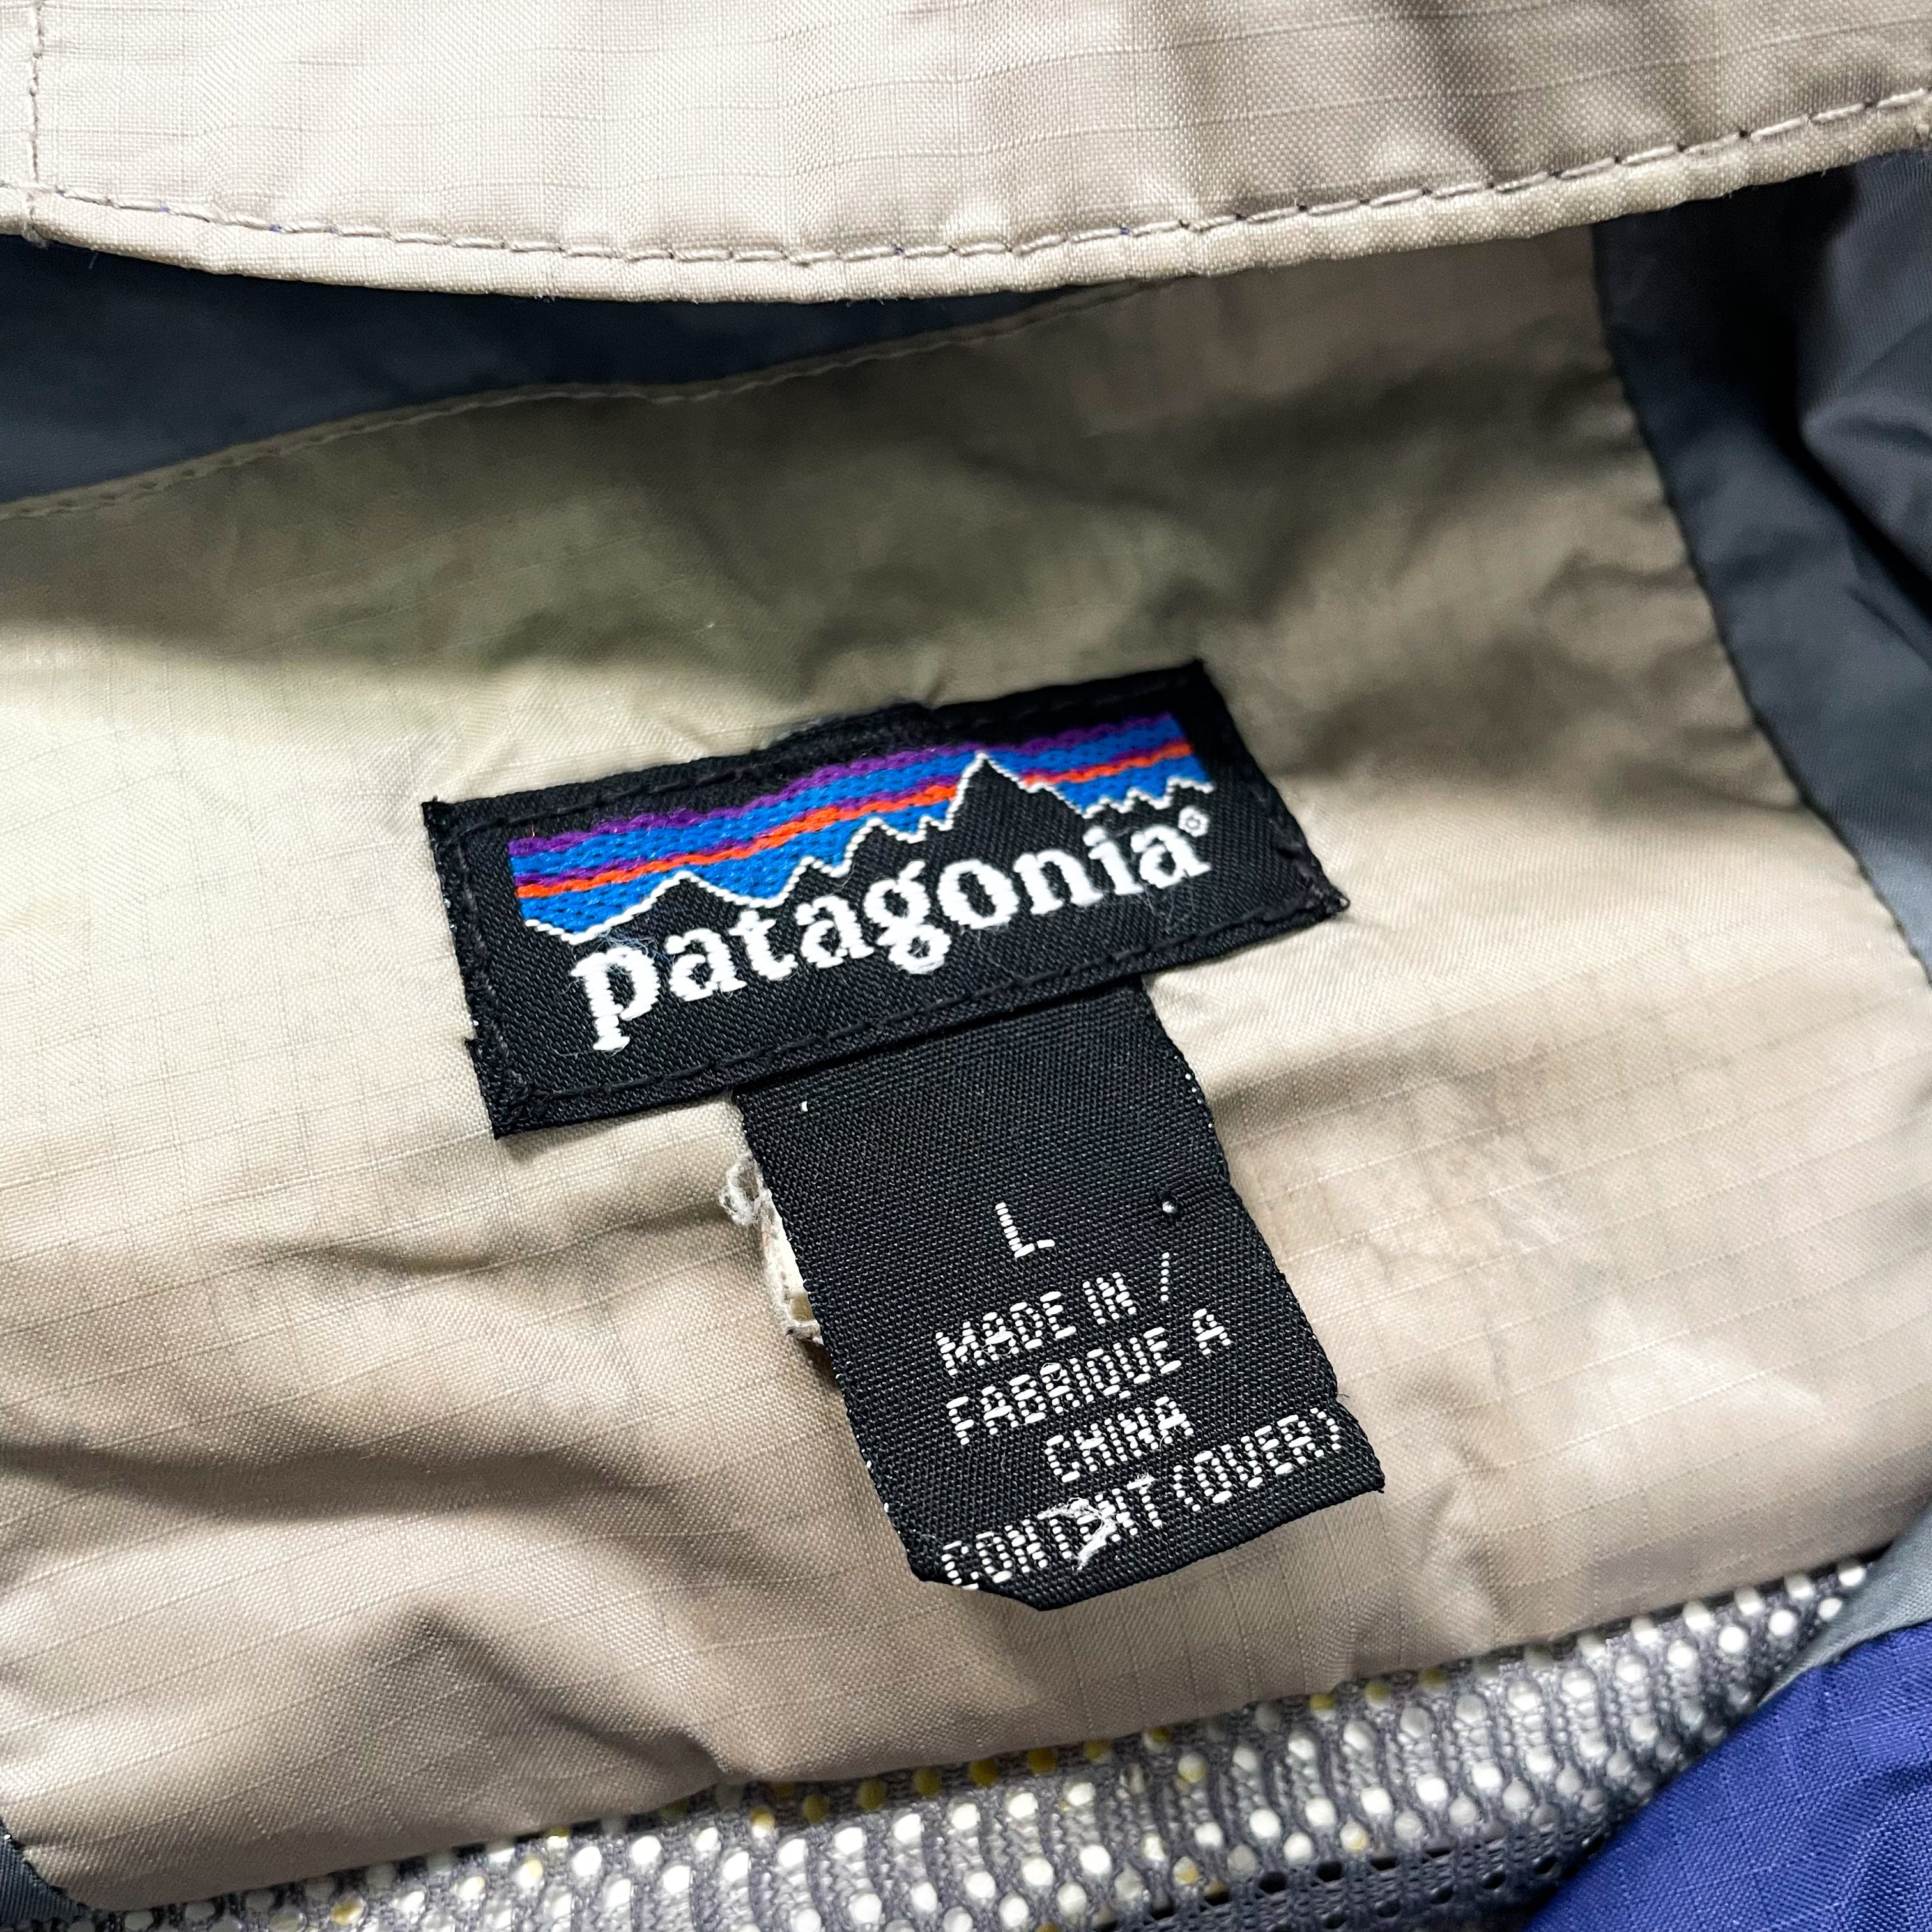 patagonia®
L
MADE IN /
FABRIQUE A
CHINA
CONTENT (OVER)